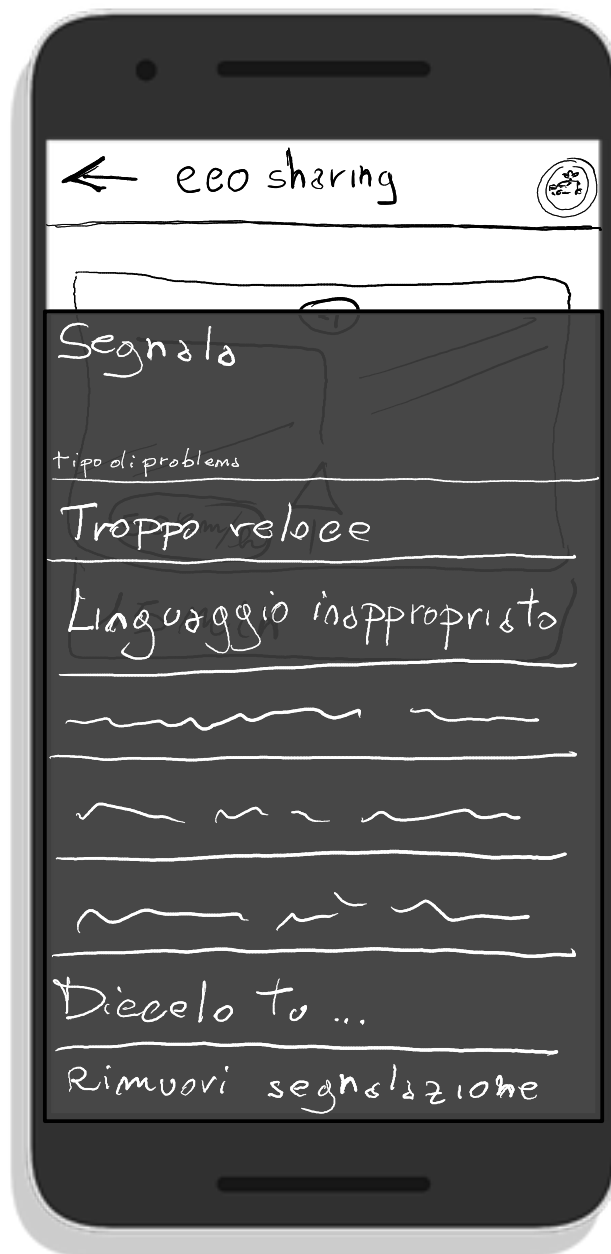 eco sharing
Segnala
tipo di problema
Troppo veloce
Linguaggio inappropriato
Diccelo tu ...
Rimuovi segnalazione